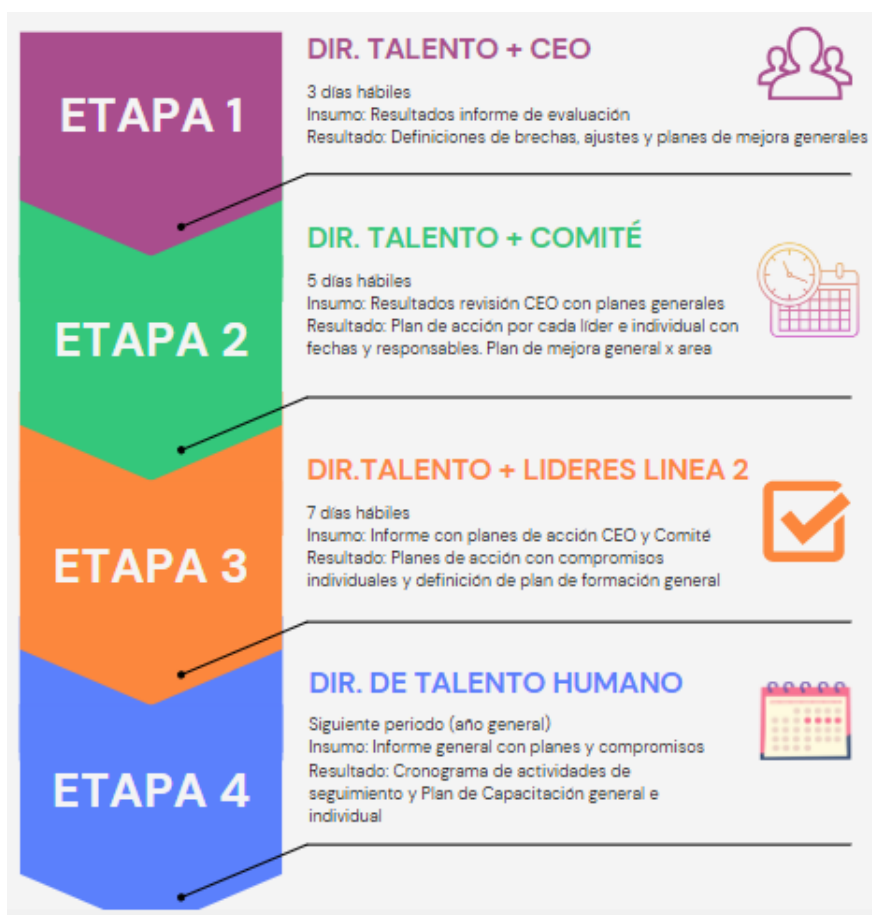 ETAPA 1
DIR. TALENTO + CEO
3 días hábiles
Insumo: Resultados informe de evaluación
Resultado: Definiciones de brechas, ajustes y planes de mejora generales
ETAPA 2
DIR. TALENTO + COMITÉ
5 días hábiles
Insumo: Resultados revisión CEO con planes generales
Resultado: Plan de acción por cada líder e individual con
fechas y responsables. Plan de mejora general x area
ETAPA 3
DIR.TALENTO + LIDERES LINEA 2
7 días hábiles
Insumo: Informe con planes de acción CEO y Comité
Resultado: Planes de acción con compromisos
individuales y definición de plan de formación general
ETAPA 4
DIR. DE TALENTO HUMANO
Siguiente periodo (año general)
Insumo: Informe general con planes y compromisos
Resultado: Cronograma de actividades de
seguimiento y Plan de Capacitación general e
individual